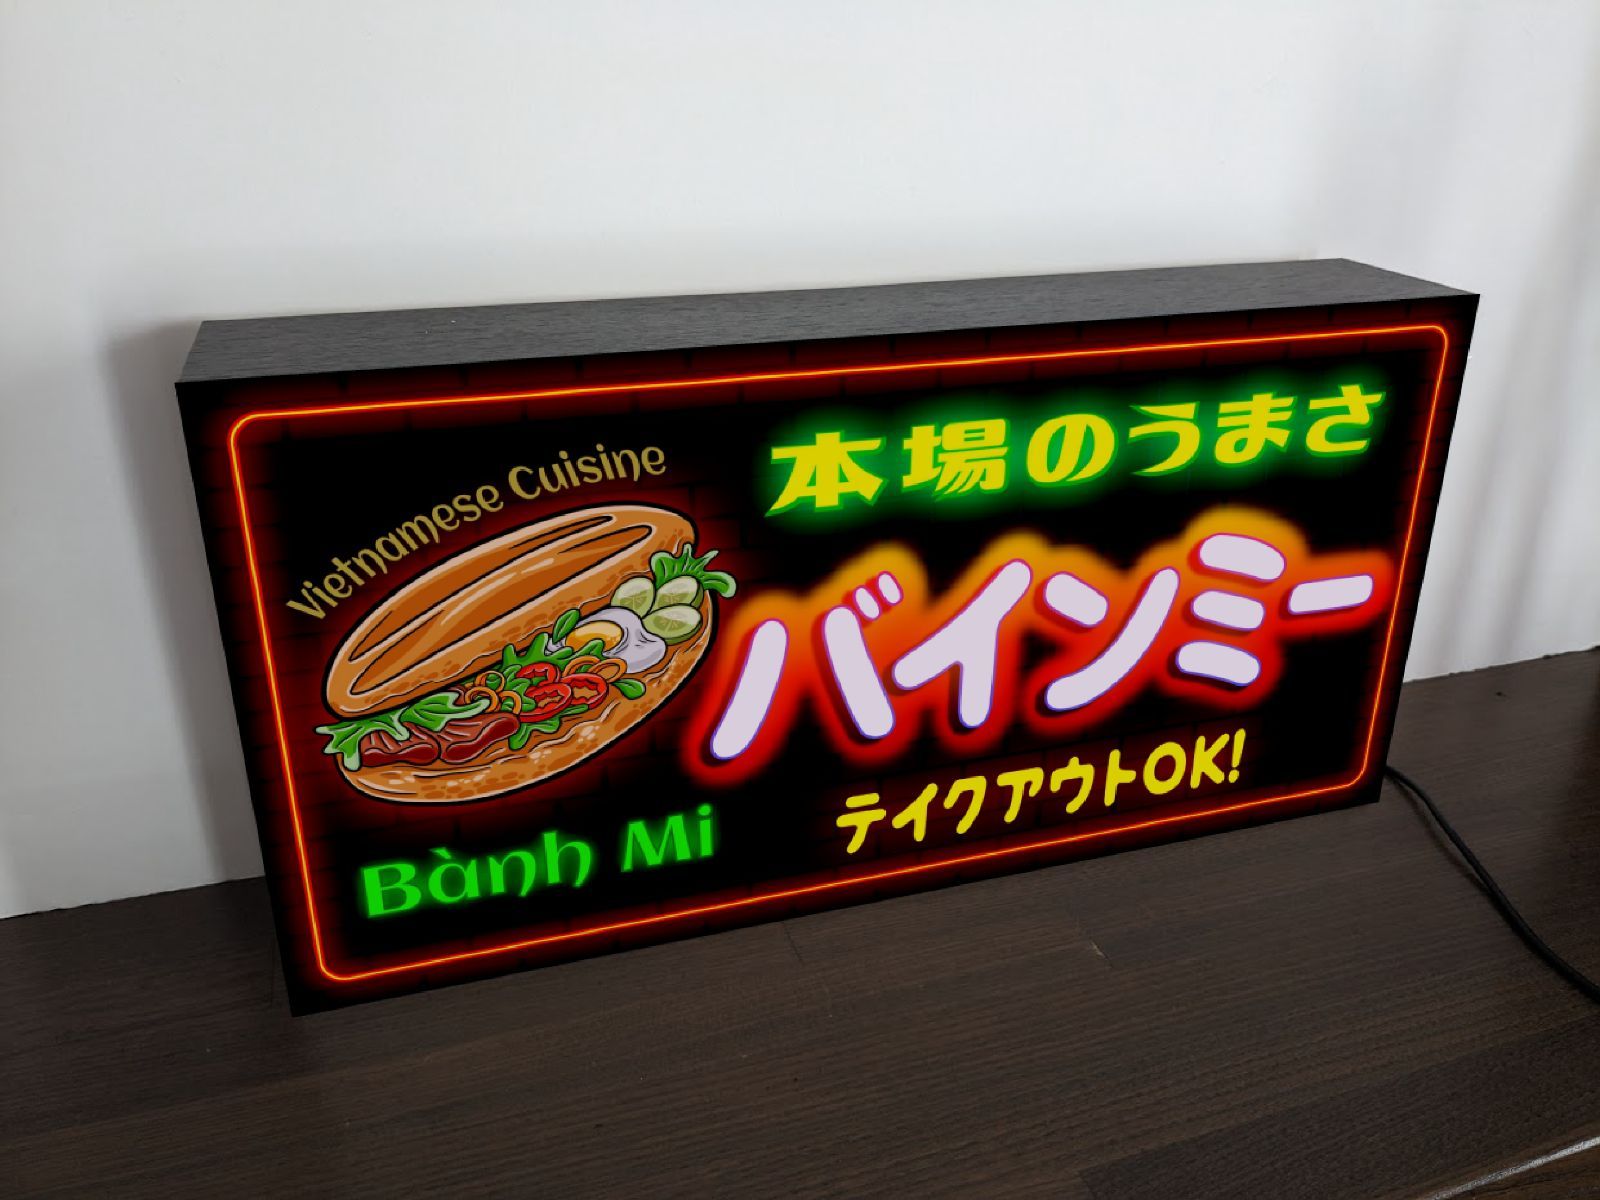 Vietnamese Cuisine
本場のうまさ
バインミー
テイクアウトOK!
Bành Mi